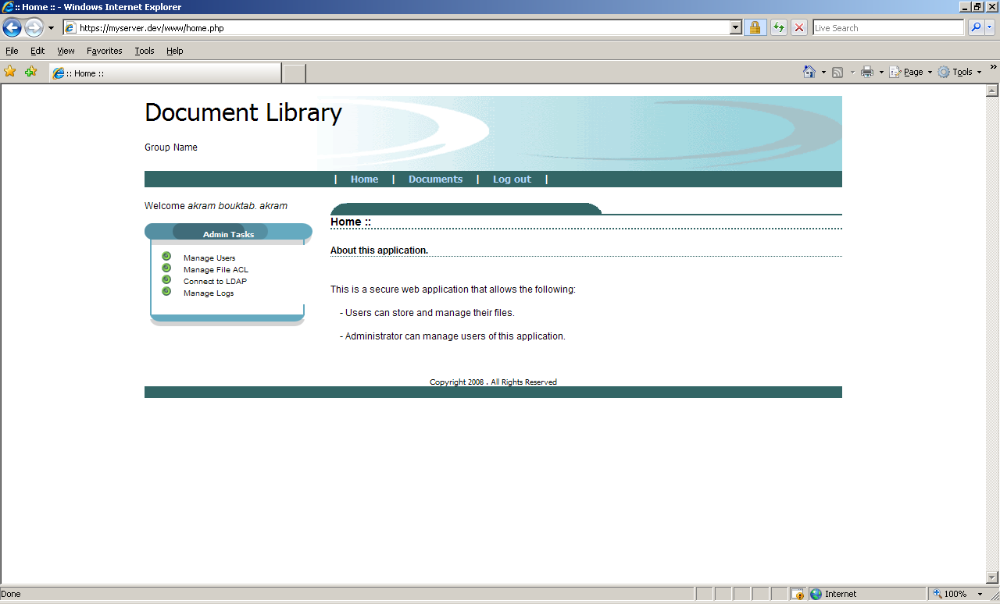 :: Home :: - Windows Internet Explorer
https://myserver.dev/www/home.php
Live Search
File Edit View Favorites Tools Help
:: Home ::
Page Tools »
Document Library
Group Name
| Home | Documents | Log out |
Welcome akram bouktab. akram
Admin Tasks
Manage Users
Manage File ACL
Connect to LDAP
Manage Logs
Home ::
About this application.
This is a secure web application that allows the following:
- Users can store and manage their files.
- Administrator can manage users of this application.
Copyright 2008 . All Rights Reserved
Done
Internet
100%